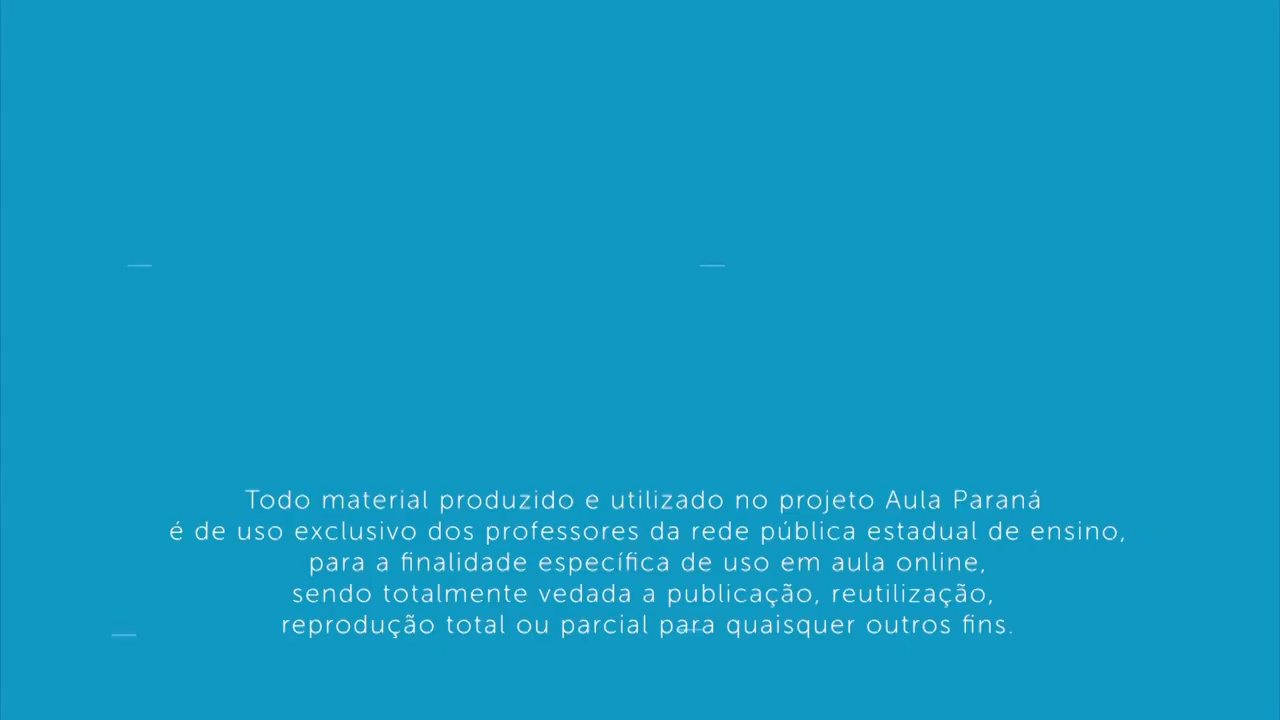 Todo material produzido e utilizado no projeto Aula Paraná
é de uso exclusivo dos professores da rede pública estadual de ensino,
para a finalidade específica de uso em aula online,
sendo totalmente vedada a publicação, reutilização,
reprodução total ou parcial para quaisquer outros fins.